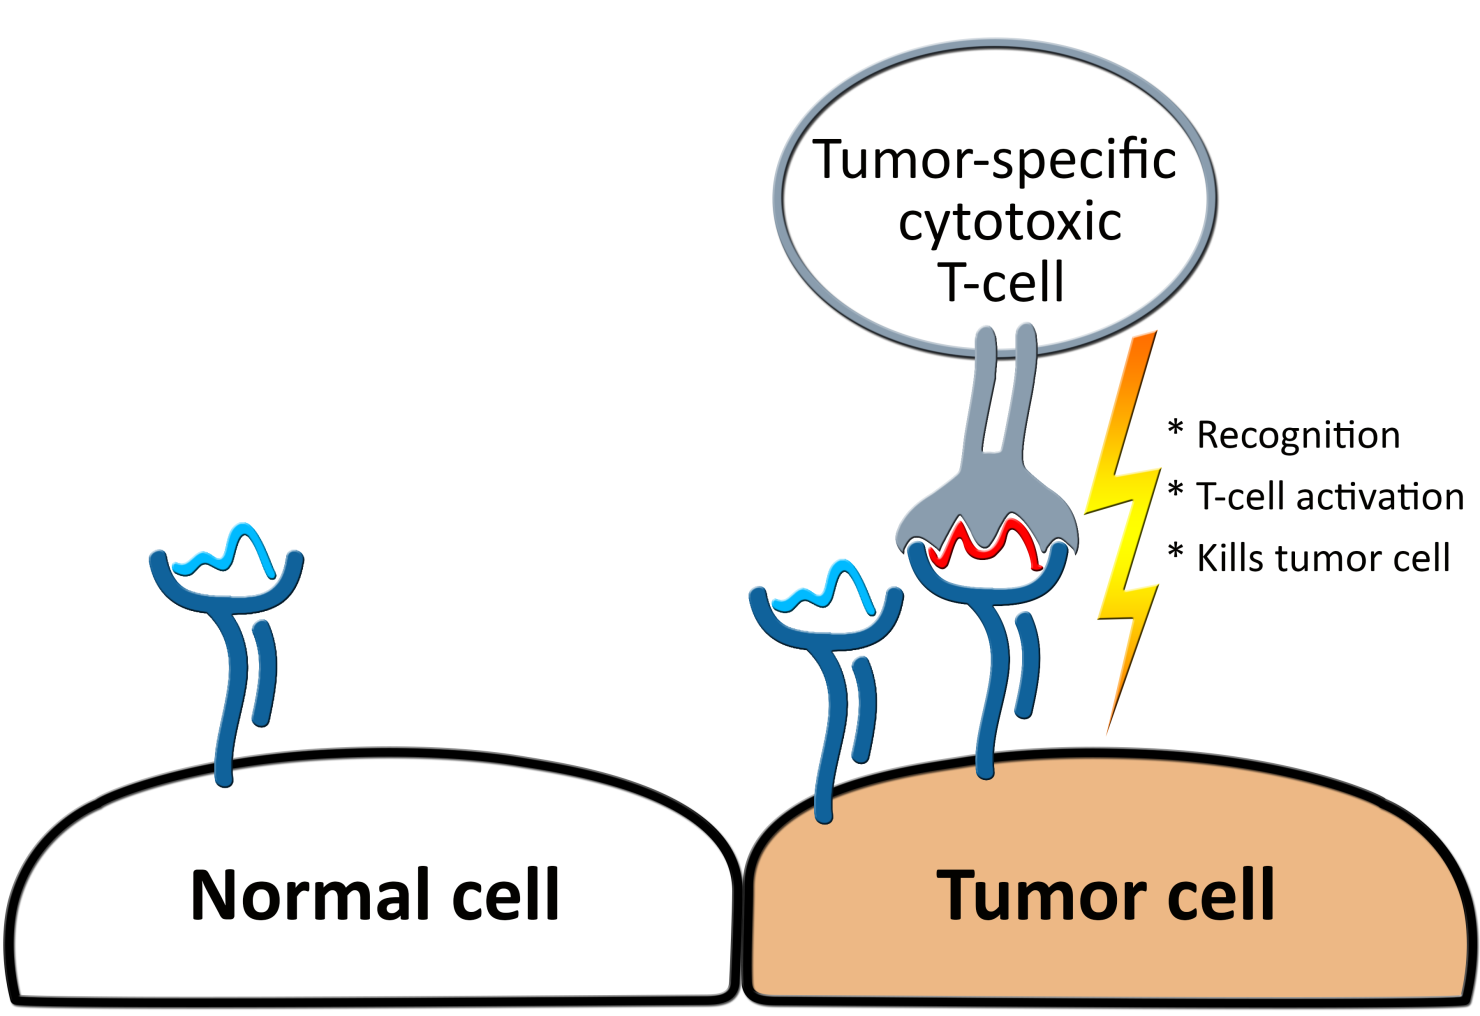 Tumor-specific
cytotoxic
T-cell
* Recognition
* T-cell activation
* Kills tumor cell
Normal cell
Tumor cell